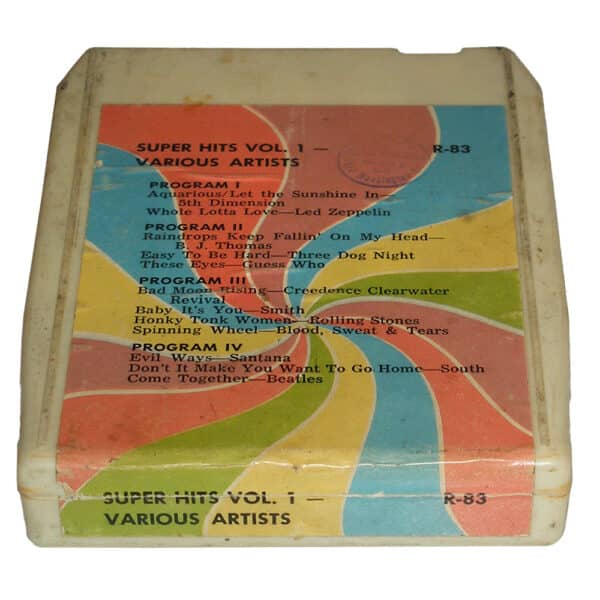 SUPER HITS VOL. 1 — R-83
VARIOUS ARTISTS
PROGRAM I
Aquarious/Let the Sunshine In—
5th Dimension
Whole Lotta Love—Led Zeppelin
PROGRAM II
Raindrops Keep Fallin' On My Head—
B. J. Thomas
Easy To Be Hard—Three Dog Night
These Eyes—Guess Who
PROGRAM III
Bad Moon Rising—Creedence Clearwater
Revival
Baby It's You—Smith
Honky Tonk Women—Rolling Stones
Spinning Wheel—Blood, Sweat & Tears
PROGRAM IV
Evil Ways—Santana
Don't It Make You Want To Go Home—South
Come Together—Beatles
SUPER HITS VOL. 1 — R-83
VARIOUS ARTISTS